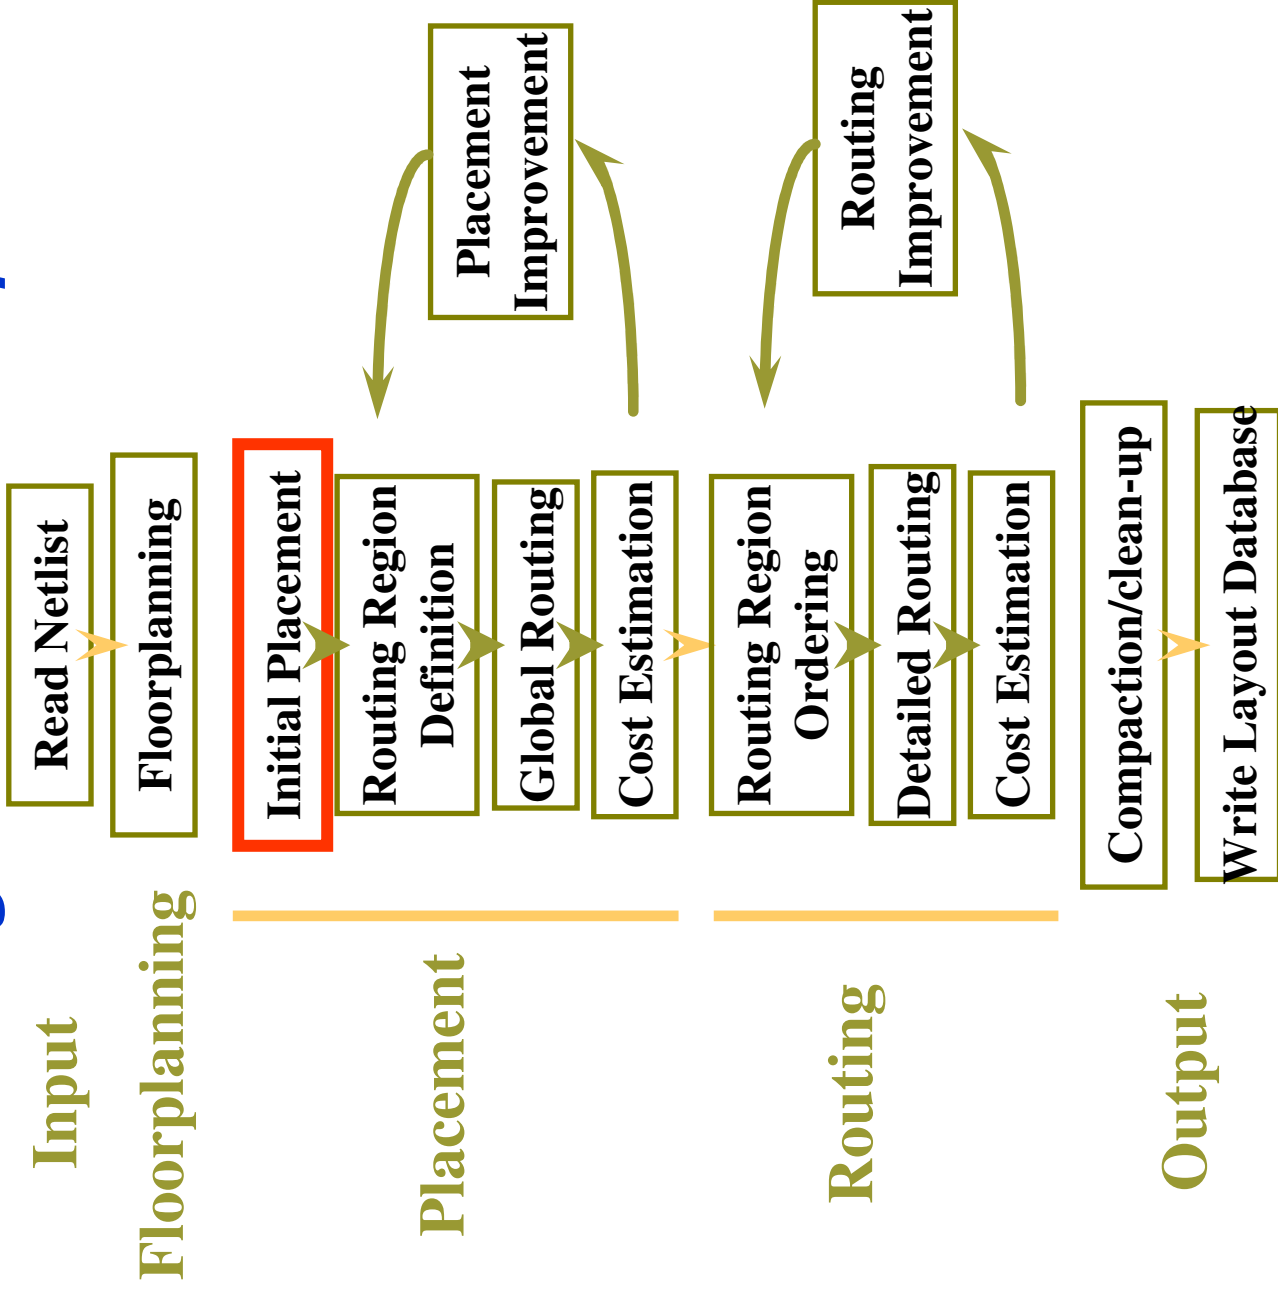 Input
Read Netlist
Floorplanning
Floorplanning
Placement
Initial Placement
Routing Region
Definition
Global Routing
Cost Estimation
Placement
Improvement
Routing
Routing Region
Ordering
Detailed Routing
Cost Estimation
Routing
Improvement
Output
Compaction/clean-up
Write Layout Database